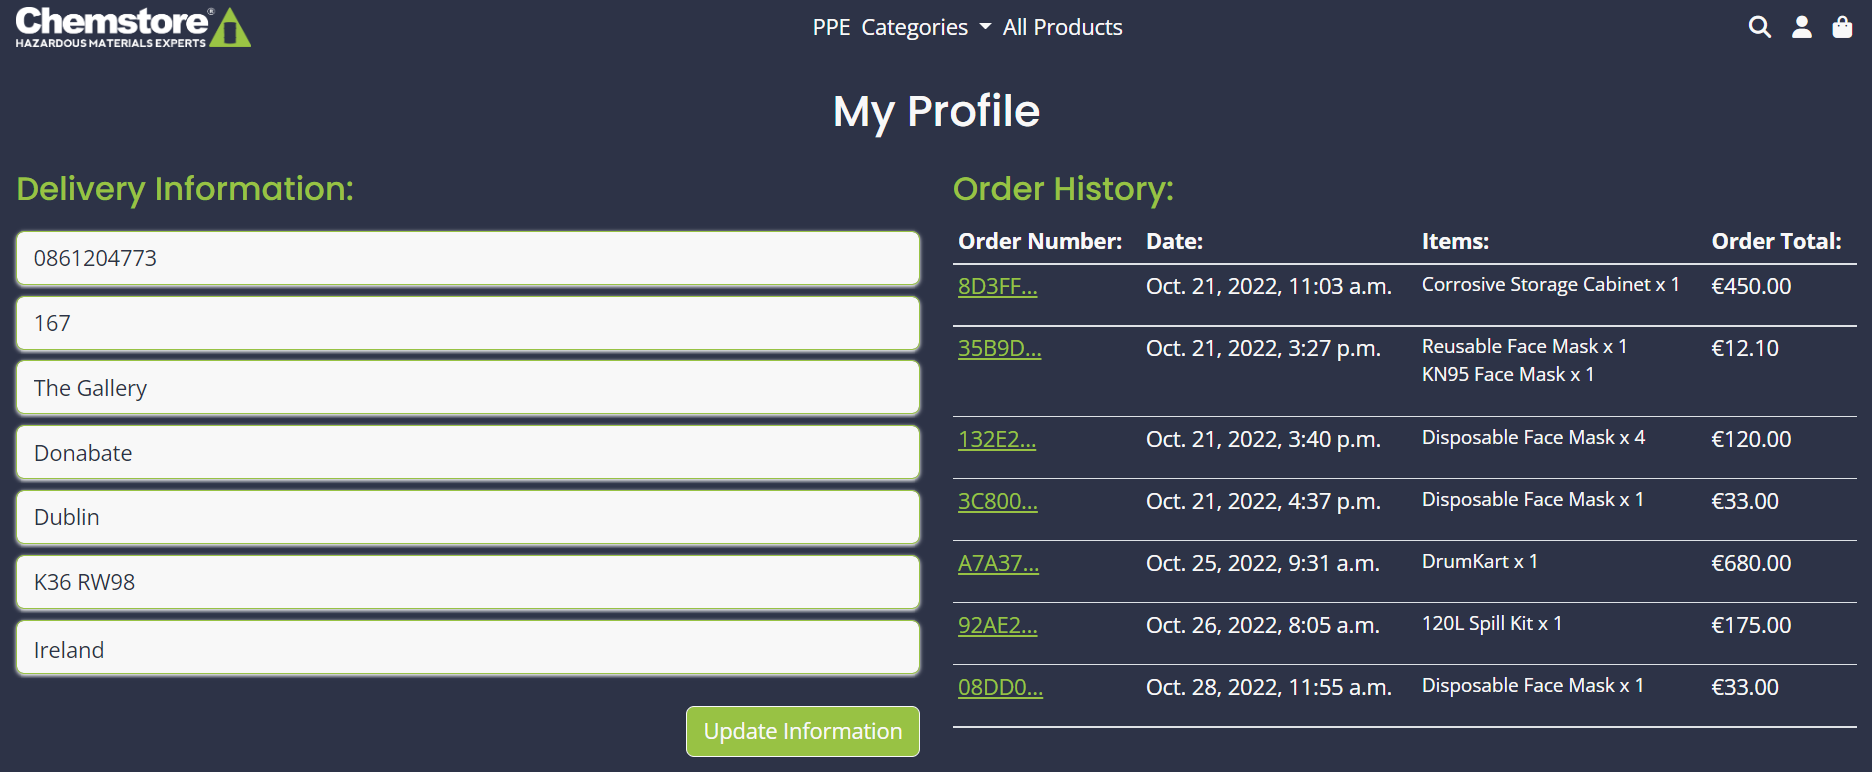 Chemstore®
HAZARDOUS MATERIALS EXPERTS
PPE Categories All Products
My Profile
Delivery Information:
0861204773
167
The Gallery
Donabate
Dublin
K36 RW98
Ireland
Update Information
Order History:
Order Number: Date: Items: Order Total:
8D3FF... Oct. 21, 2022, 11:03 a.m. Corrosive Storage Cabinet x 1 €450.00
35B9D... Oct. 21, 2022, 3:27 p.m. Reusable Face Mask x 1 €12.10
KN95 Face Mask x 1
132E2... Oct. 21, 2022, 3:40 p.m. Disposable Face Mask x 4 €120.00
3C800... Oct. 21, 2022, 4:37 p.m. Disposable Face Mask x 1 €33.00
A7A37... Oct. 25, 2022, 9:31 a.m. DrumKart x 1 €680.00
92AE2... Oct. 26, 2022, 8:05 a.m. 120L Spill Kit x 1 €175.00
08DD0... Oct. 28, 2022, 11:55 a.m. Disposable Face Mask x 1 €33.00